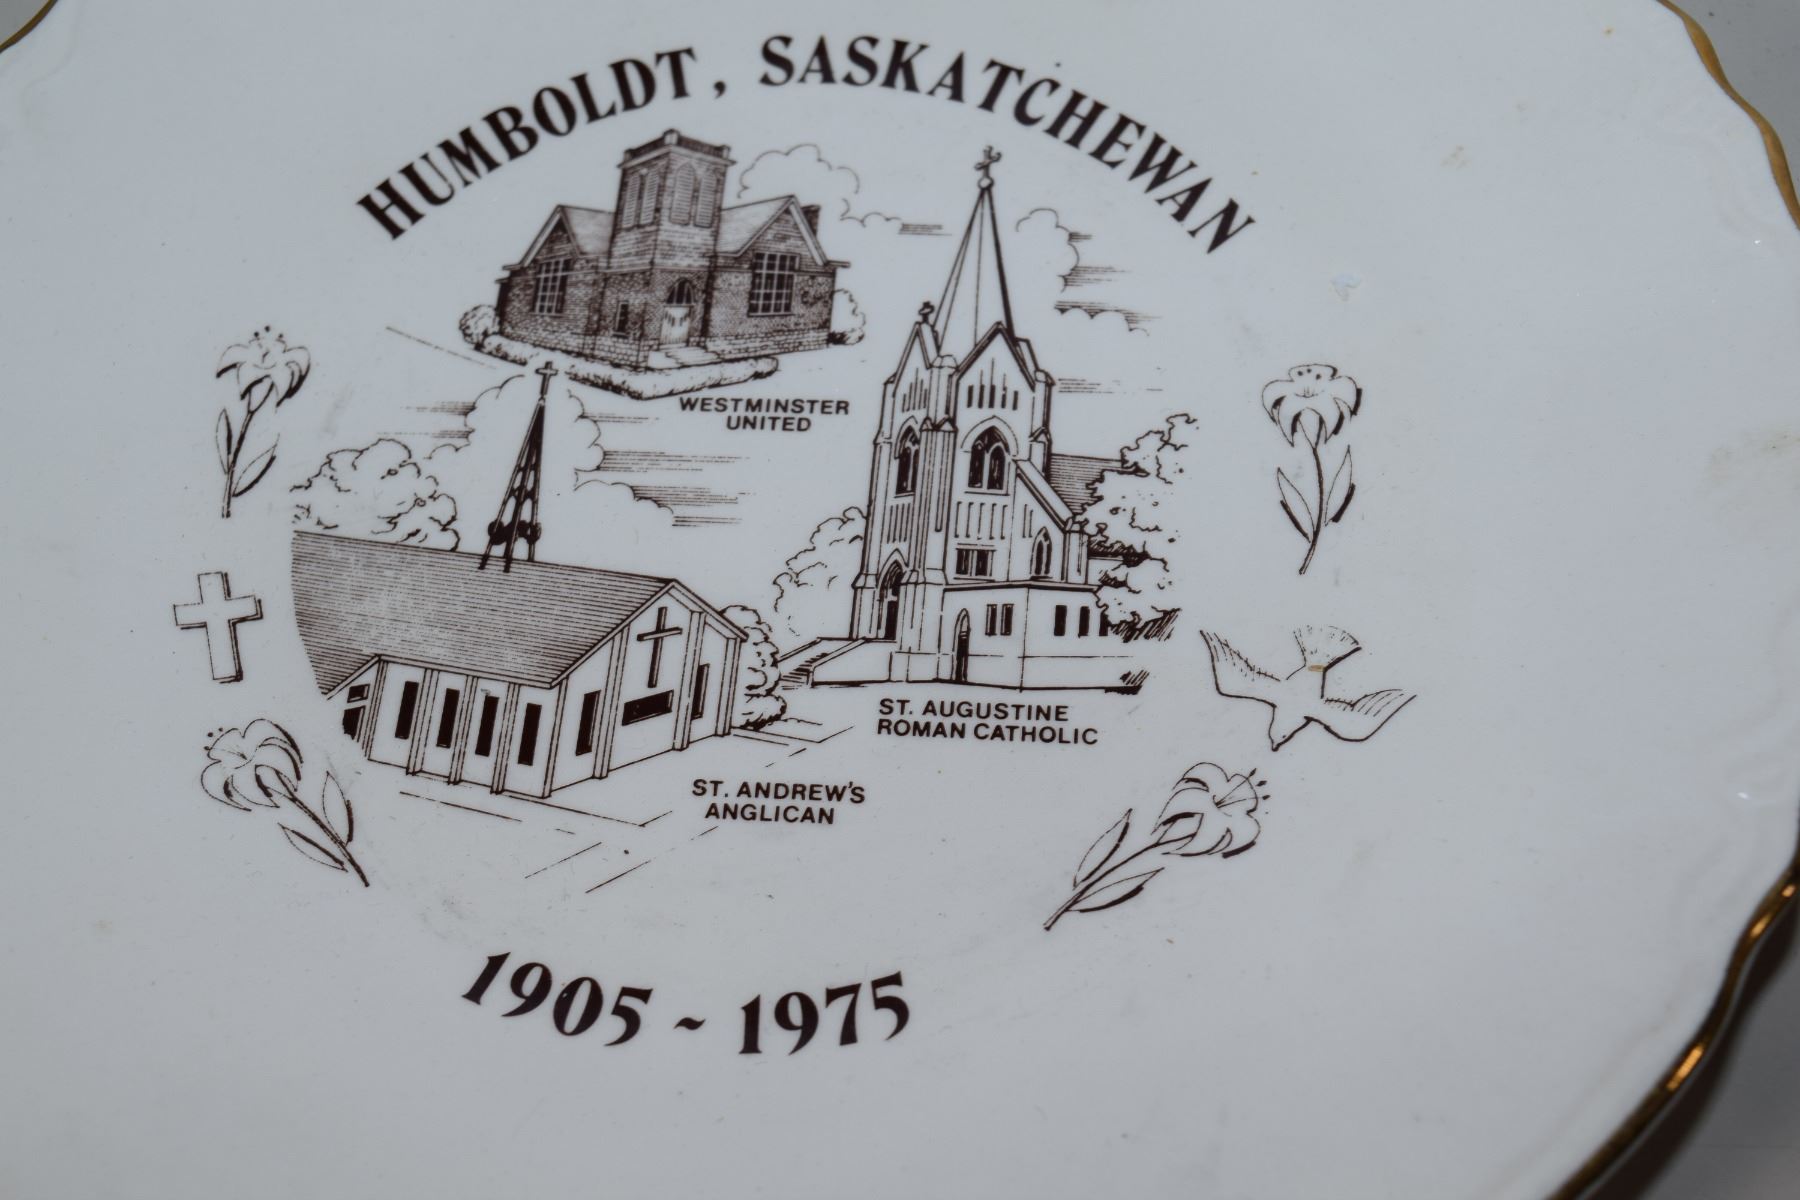 HUMBOLDT, SASKATCHEWAN
WESTMINSTER
UNITED
ST. AUGUSTINE
ROMAN CATHOLIC
ST. ANDREW'S
ANGLICAN
1905 ~ 1975